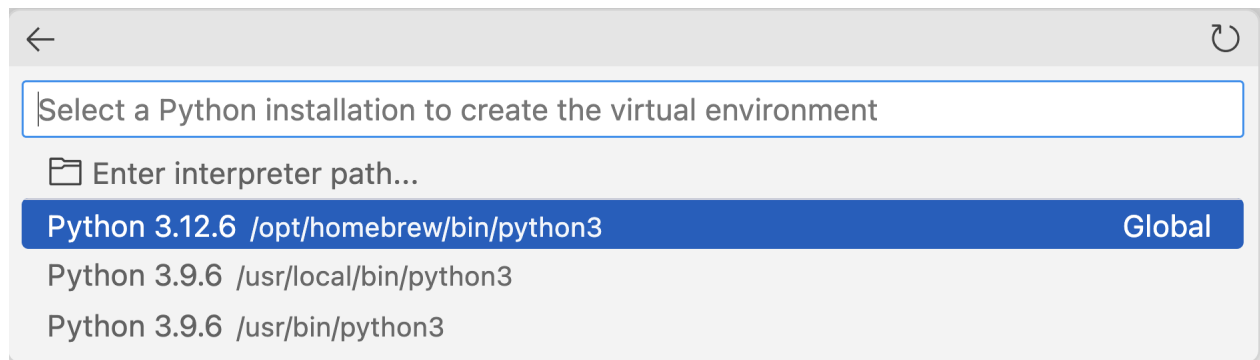 Select a Python installation to create the virtual environment
Enter interpreter path...
Python 3.12.6 /opt/homebrew/bin/python3 Global
Python 3.9.6 /usr/local/bin/python3
Python 3.9.6 /usr/bin/python3